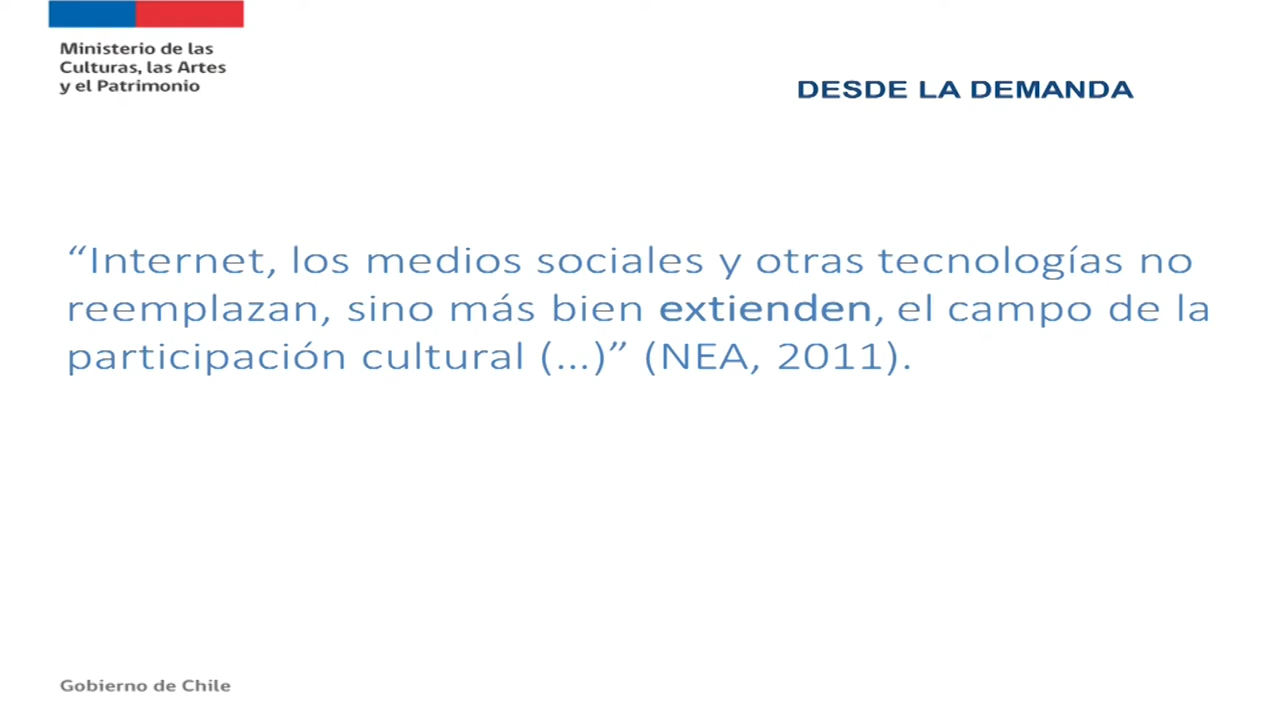 Ministerio de las
Culturas, las Artes
y el Patrimonio
DESDE LA DEMANDA
“Internet, los medios sociales y otras tecnologías no
reemplazan, sino más bien extienden, el campo de la
participación cultural (...)” (NEA, 2011).
Gobierno de Chile